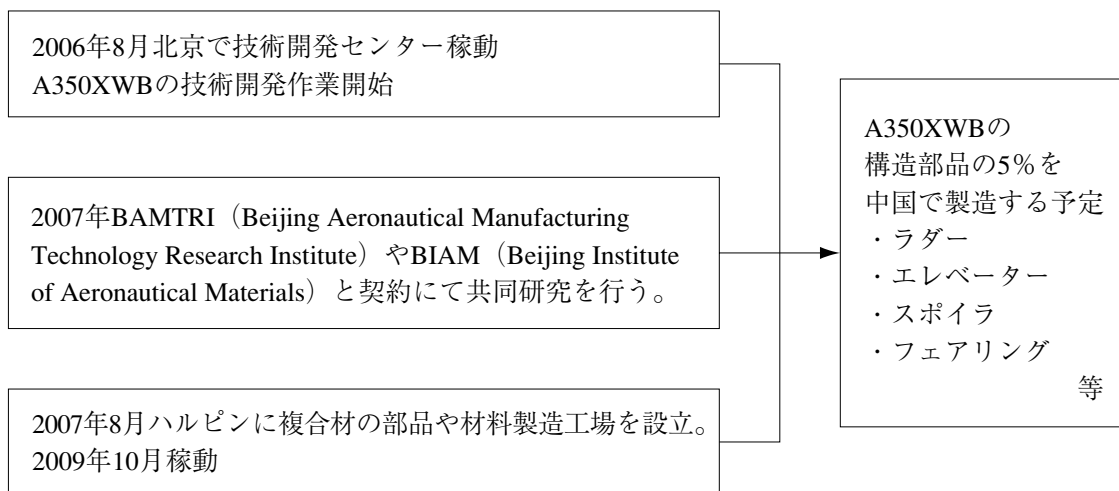 2006年8月北京で技術開発センター稼動
A350XWBの技術開発作業開始
2007年BAMTRI（Beijing Aeronautical Manufacturing
Technology Research Institute）やBIAM（Beijing Institute
of Aeronautical Materials）と契約にて共同研究を行う。
2007年8月ハルピンに複合材の部品や材料製造工場を設立。
2009年10月稼動
A350XWBの
構造部品の5％を
中国で製造する予定
・ラダー
・エレベーター
・スポイラ
・フェアリング
等